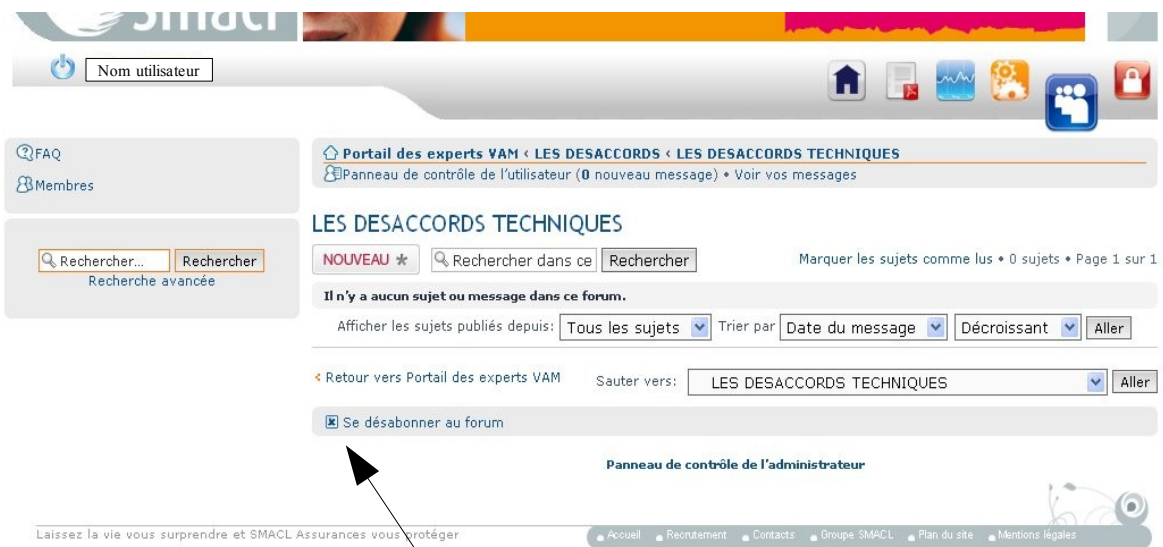 smacl
Nom utilisateur
FAQ
Membres
Rechercher... Rechercher
Recherche avancée
Portail des experts VAM ‹ LES DESACCORDS ‹ LES DESACCORDS TECHNIQUES
Panneau de contrôle de l'utilisateur (0 nouveau message) • Voir vos messages
LES DESACCORDS TECHNIQUES
NOUVEAU * Rechercher dans ce Rechercher Marquer les sujets comme lus • 0 sujets • Page 1 sur 1
Il n'y a aucun sujet ou message dans ce forum.
Afficher les sujets publiés depuis: Tous les sujets Trier par Date du message Décroissant Aller
Retour vers Portail des experts VAM Sauter vers: LES DESACCORDS TECHNIQUES Aller
Se désabonner au forum
Panneau de contrôle de l'administrateur
Laissez la vie vous surprendre et SMACL Assurances vous protéger Accueil Recrutement Contacts Groupe SMACL Plan du site Mentions légales